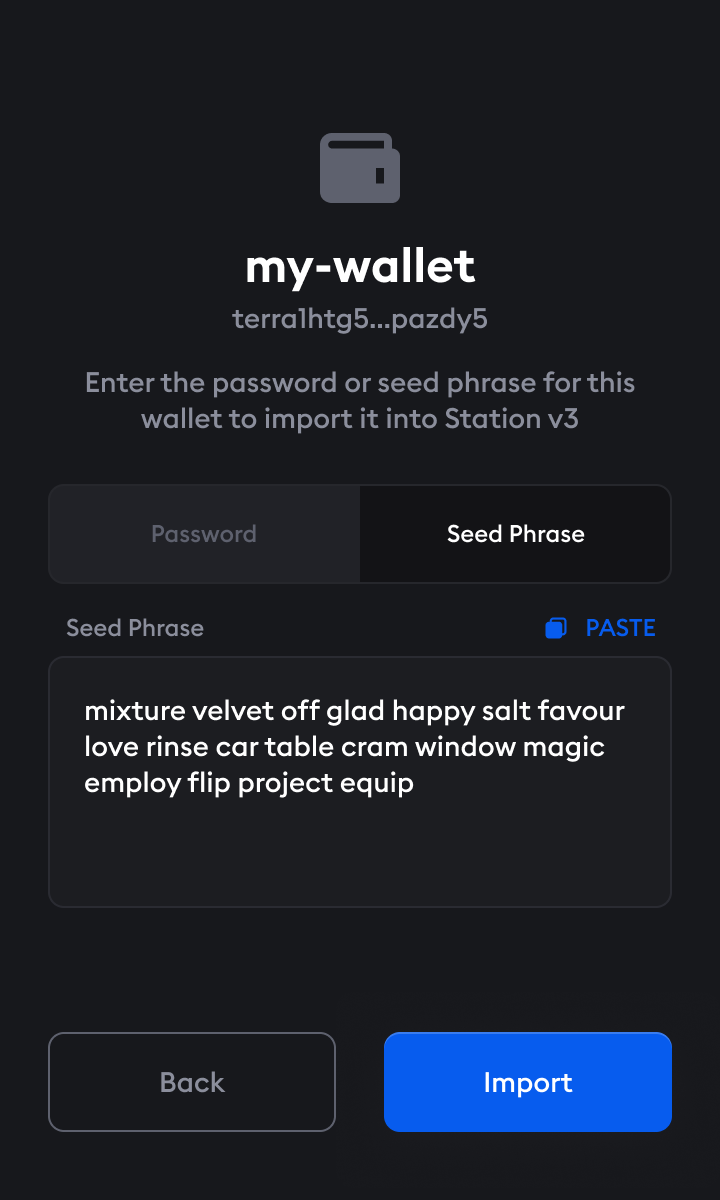 my-wallet
terra1htg5...pazdy5
Enter the password or seed phrase for this
wallet to import it into Station v3
Password
Seed Phrase
Seed Phrase
PASTE
mixture velvet off glad happy salt favour
love rinse car table cram window magic
employ flip project equip
Back
Import